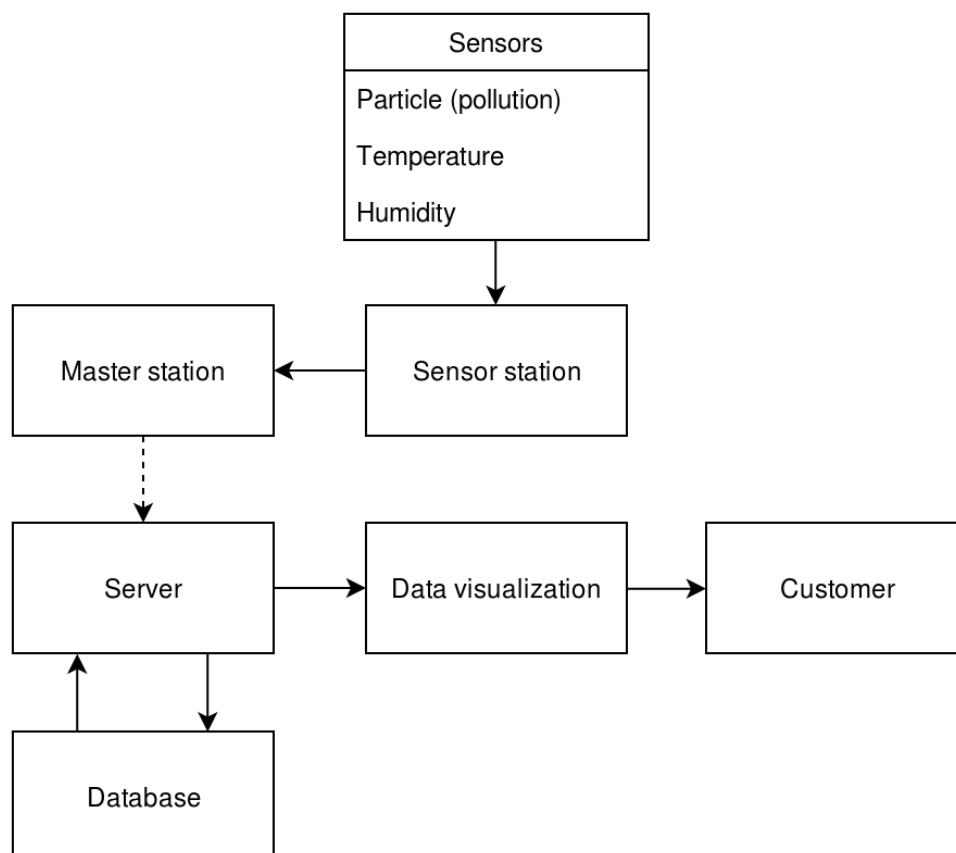 Sensors
Particle (pollution)
Temperature
Humidity
Master station
Sensor station
Server
Data visualization
Customer
Database